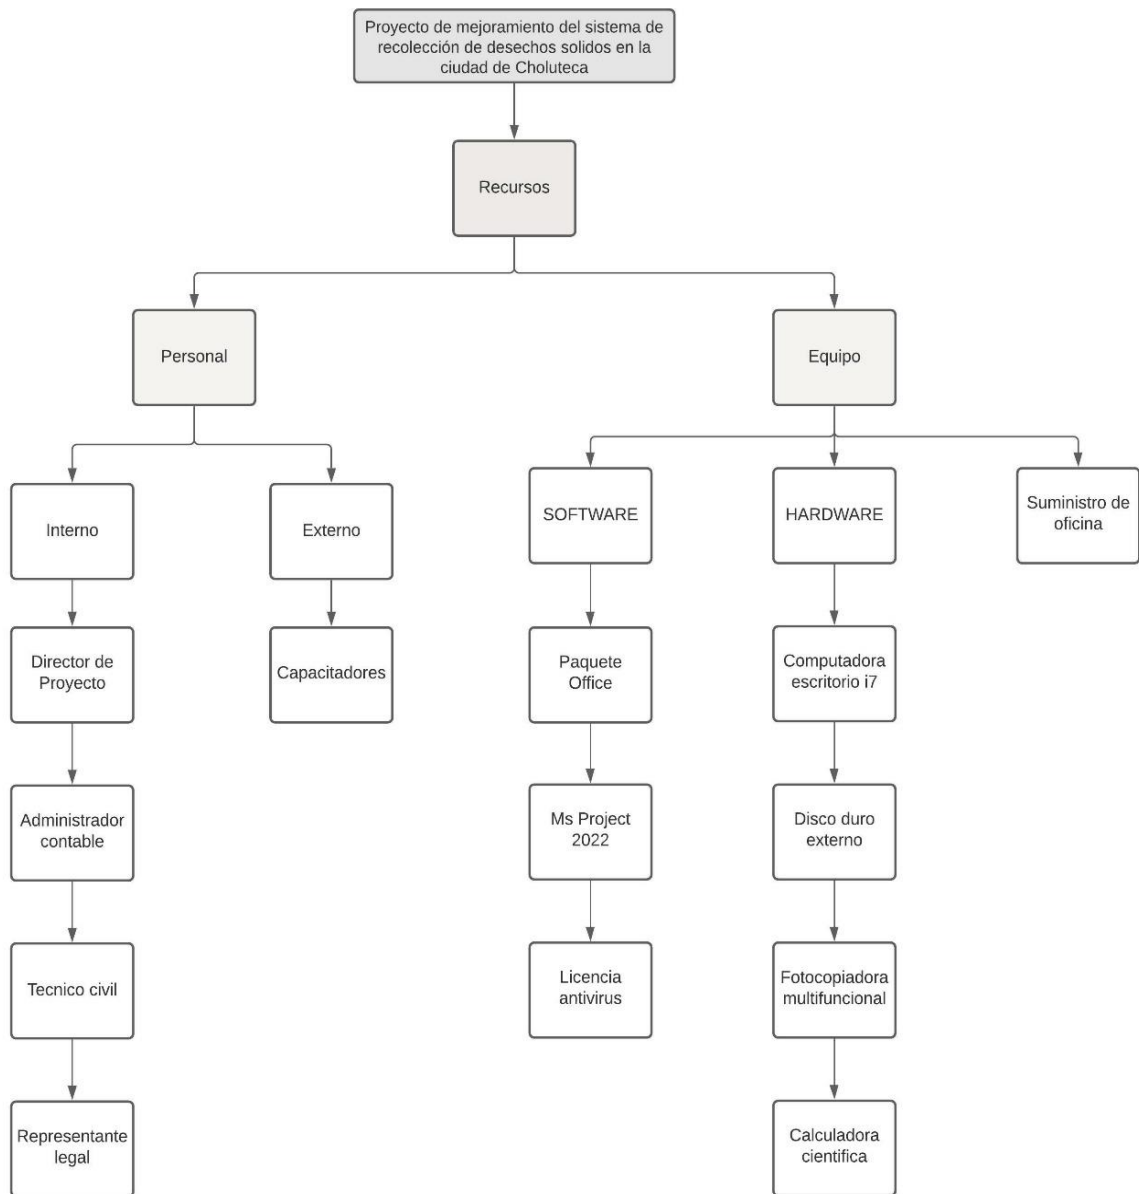 Proyecto de mejoramiento del sistema de
recolección de desechos solidos en la
ciudad de Choluteca
Recursos
Personal
Equipo
Interno
Externo
SOFTWARE
HARDWARE
Suministro de
oficina
Director de
Proyecto
Capacitadores
Paquete
Office
Computadora
escritorio i7
Administrador
contable
Ms Project
2022
Disco duro
externo
Tecnico civil
Licencia
antivirus
Fotocopiadora
multifuncional
Representante
legal
Calculadora
cientifica